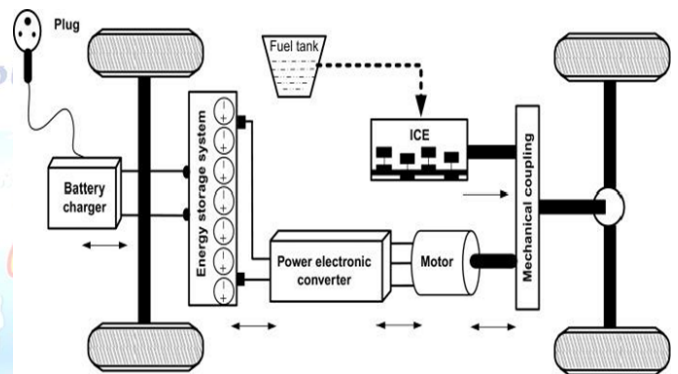 Plug
Fuel tank
ICE
Battery
charger
Energy storage system
Power electronic
converter
Motor
Mechanical coupling